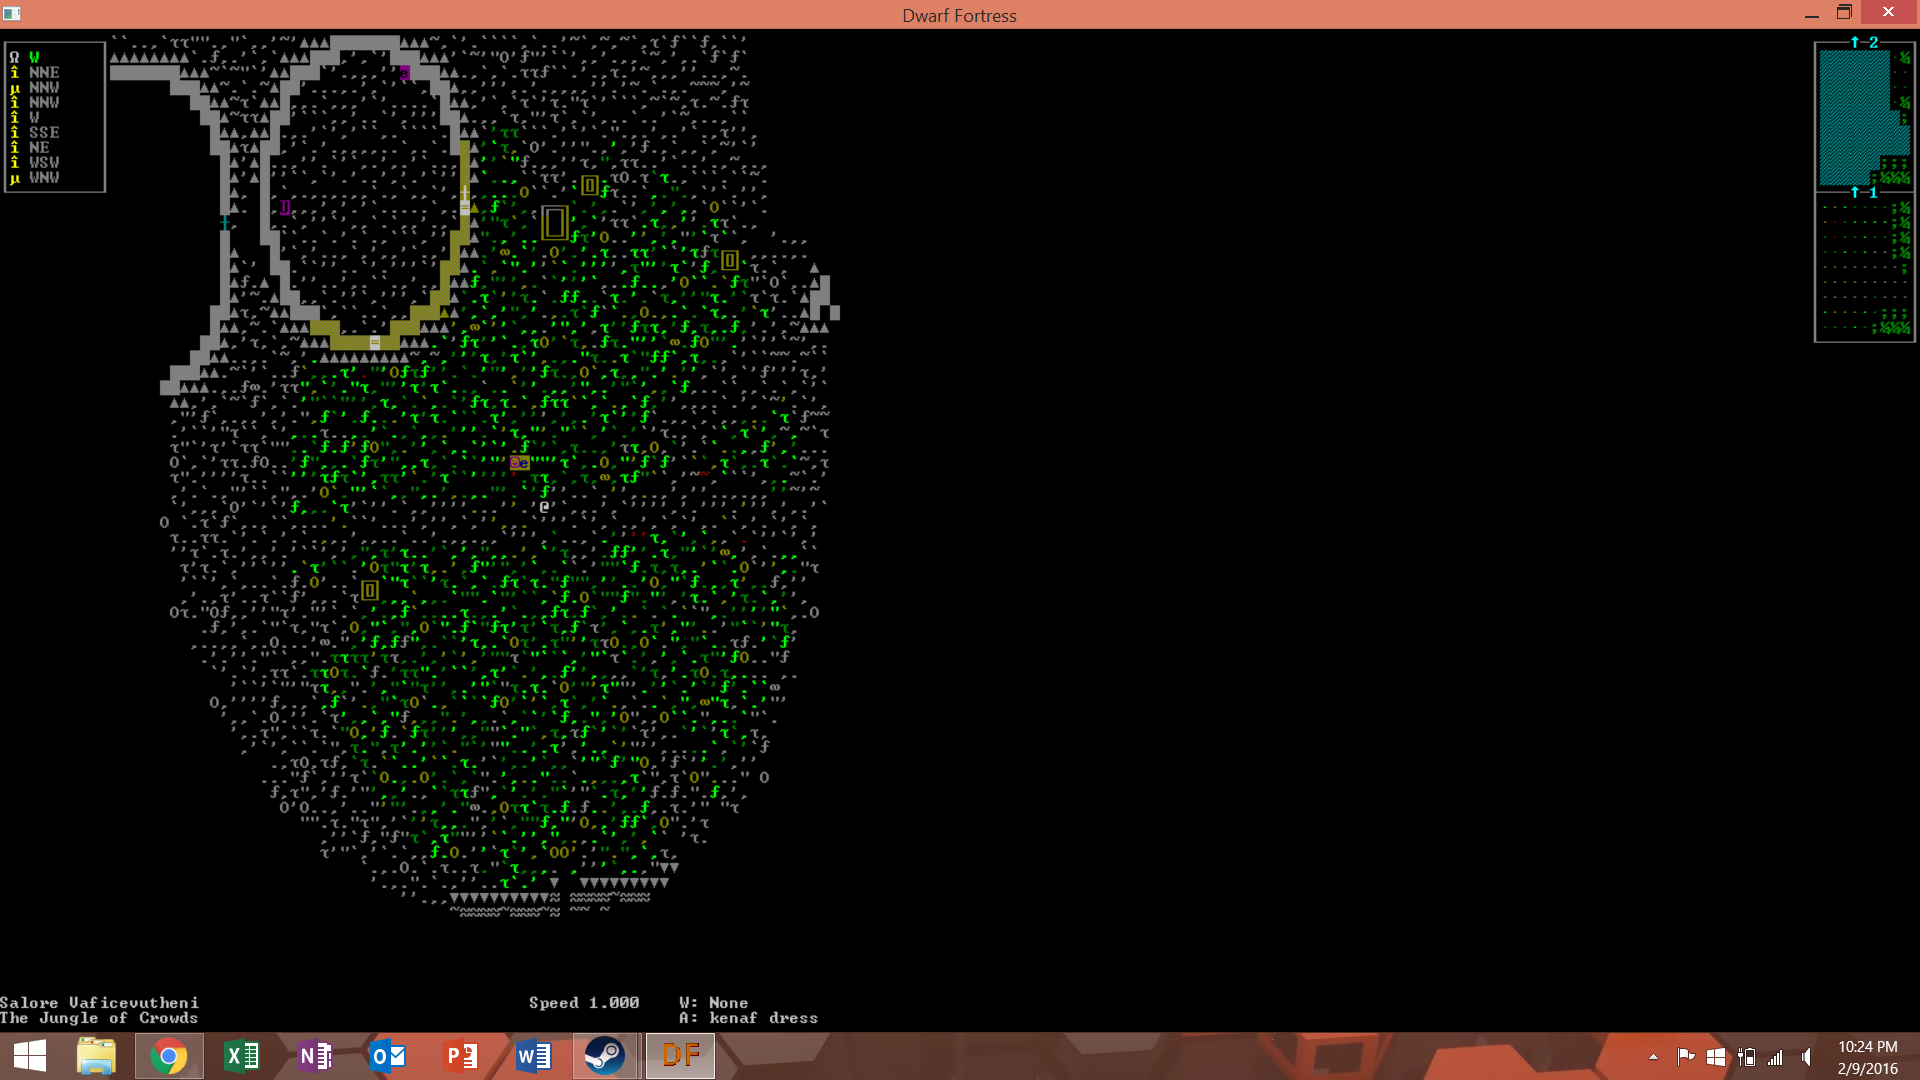 Dwarf Fortress
Ω W
î NNE
µ NNW
î NNW
î W
î SSE
î NE
î WSW
µ WNW
↑ 2
↑ 1
Salore Vaficevutheni
The Jungle of Crowds
Speed 1.000
W: None
A: kenaf dress
DF
10:24 PM
2/9/2016